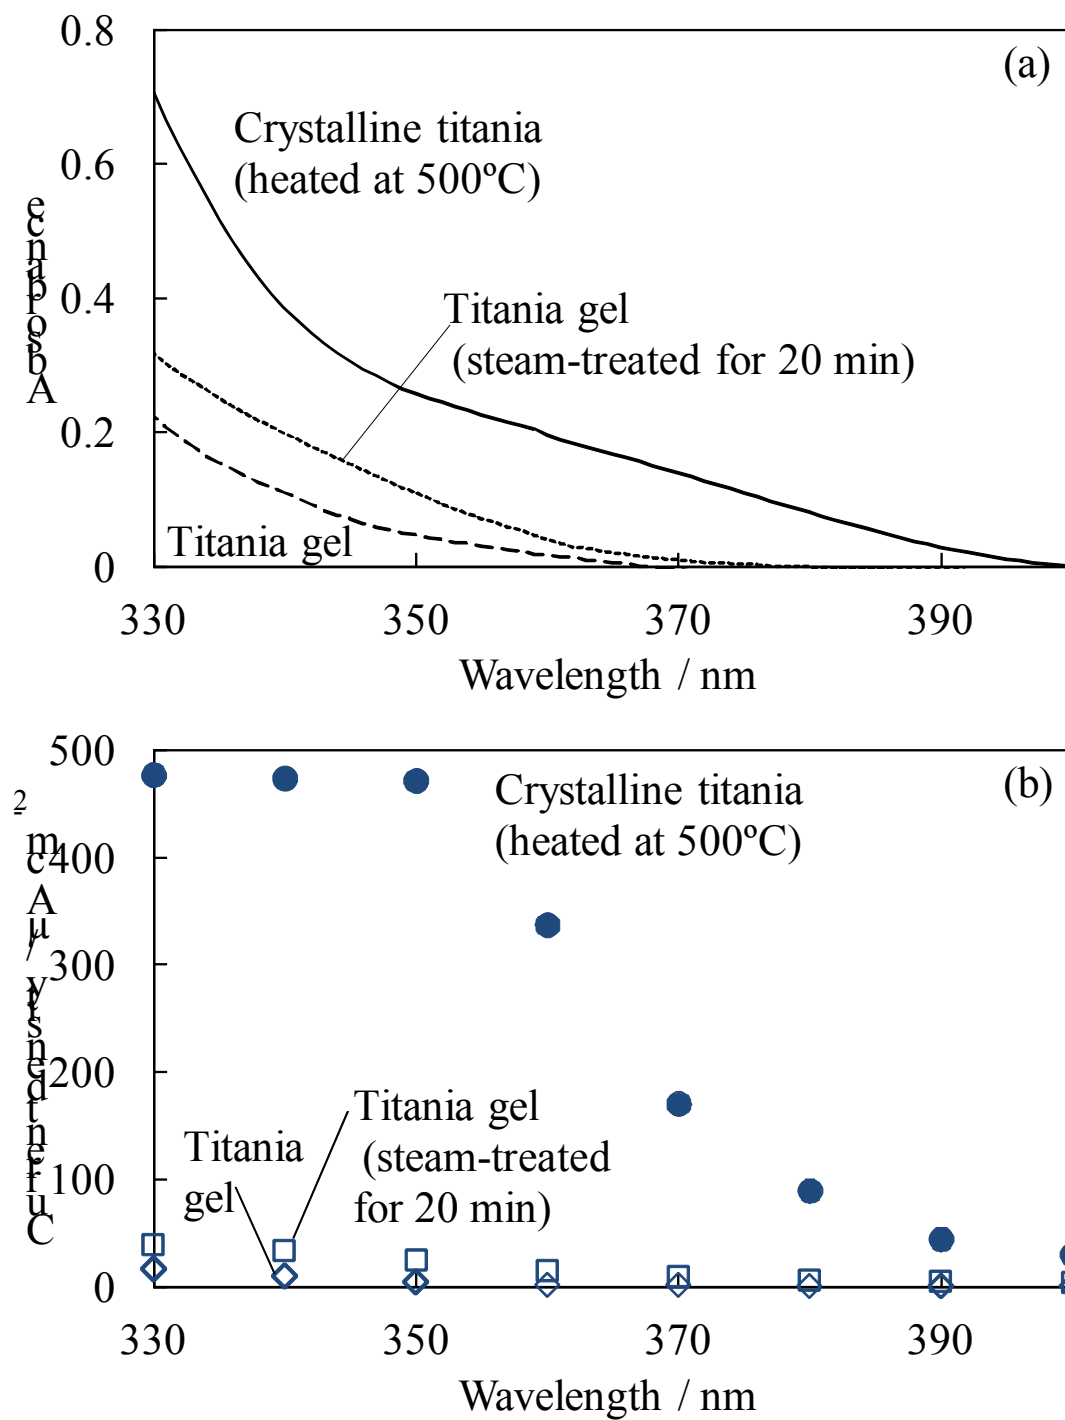 0.8
(a)
Crystalline titania
(heated at 500ºC)
0.6
Absorbance
0.4
Titania gel
(steam-treated for 20 min)
0.2
Titania gel
0
330 350 370 390
Wavelength / nm
500
(b)
Crystalline titania
(heated at 500ºC)
Current density / μA cm-2
400
300
200
Titania gel
(steam-treated
for 20 min)
Titania
gel
100
0
330 350 370 390
Wavelength / nm